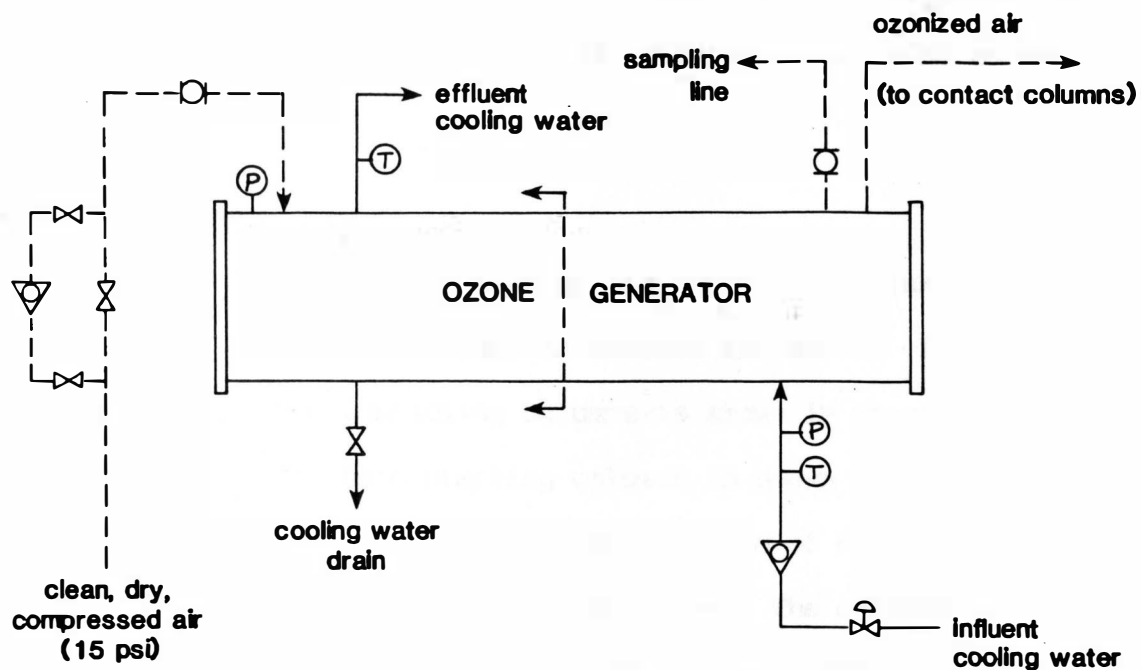 ozonized air
(to contact columns)
sampling
line
effluent
cooling water
P
T
OZONE GENERATOR
P
T
cooling water
drain
clean, dry,
compressed air
(15 psi)
influent
cooling water